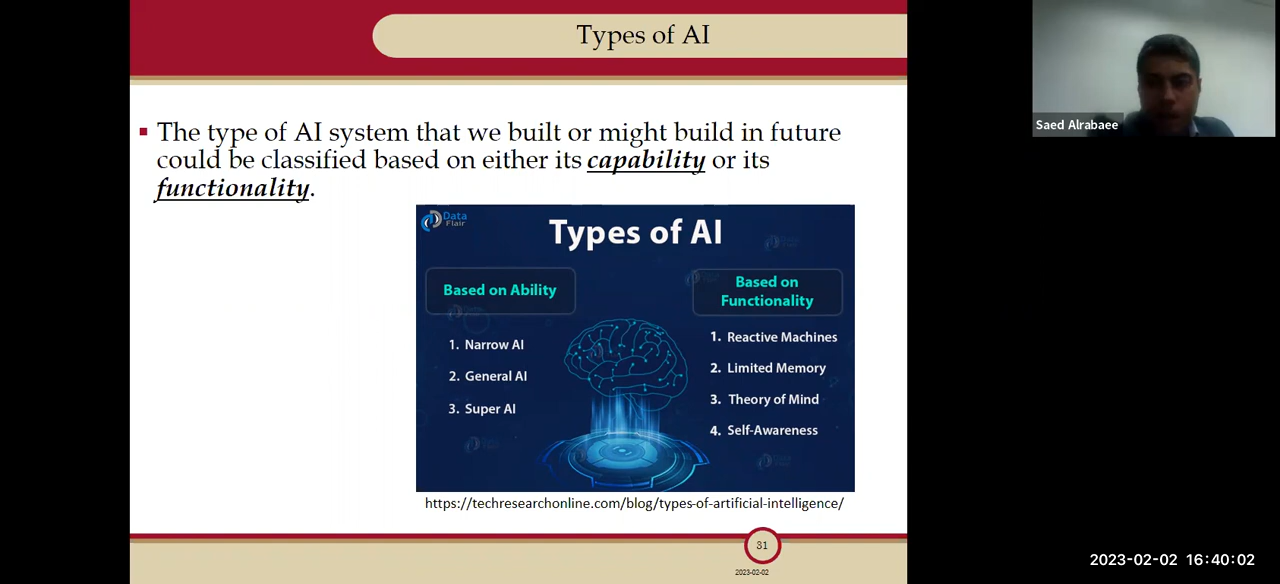 Types of AI
Saed Alrabaee
▪ The type of AI system that we built or might build in future
could be classified based on either its capability or its
functionality.
Data
Flair
Types of AI
Based on Ability
1. Narrow AI
2. General AI
3. Super AI
Based on
Functionality
1. Reactive Machines
2. Limited Memory
3. Theory of Mind
4. Self-Awareness
https://techresearchonline.com/blog/types-of-artificial-intelligence/
31
2023-02-02
2023-02-02 16:40:02